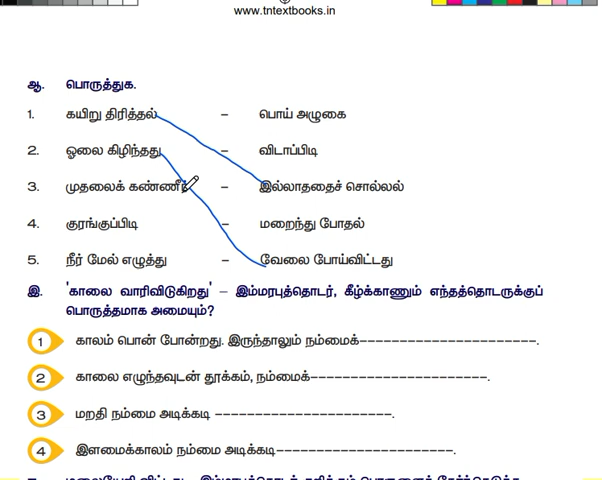 www.tntextbooks.in
ஆ. பொருத்துக.
1. கயிறு திரித்தல் – பொய் அழுகை
2. ஓலை கிழிந்தது – விடாப்பிடி
3. முதலைக் கண்ணீர் – இல்லாததைச் சொல்லல்
4. குரங்குப்பிடி – மறைந்து போதல்
5. நீர் மேல் எழுத்து – வேலை போய்விட்டது
இ. 'காலை வாரிவிடுகிறது' – இம்மரபுத்தொடர், கீழ்க்காணும் எந்தத்தொடருக்குப்
பொருத்தமாக அமையும்?
1 காலம் பொன் போன்றது. இருந்தாலும் நம்மைக்-----------------------.
2 காலை எழுந்தவுடன் தூக்கம், நம்மைக்-----------------------.
3 மறதி நம்மை அடிக்கடி -----------------------.
4 இளமைக்காலம் நம்மை அடிக்கடி-----------------------.